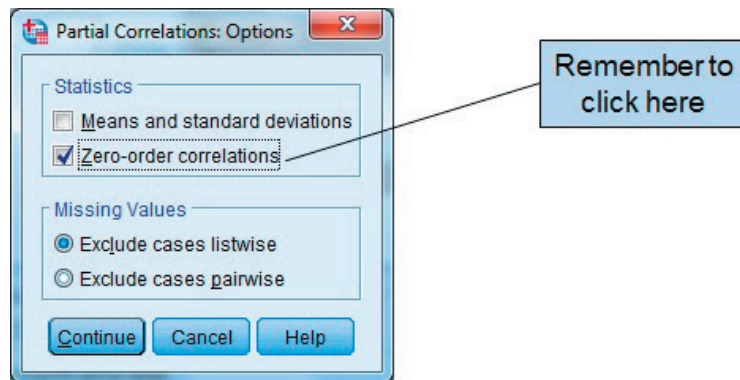 Partial Correlations: Options
Statistics
Means and standard deviations
Zero-order correlations
Missing Values
Exclude cases listwise
Exclude cases pairwise
Continue Cancel Help
Remember to
click here